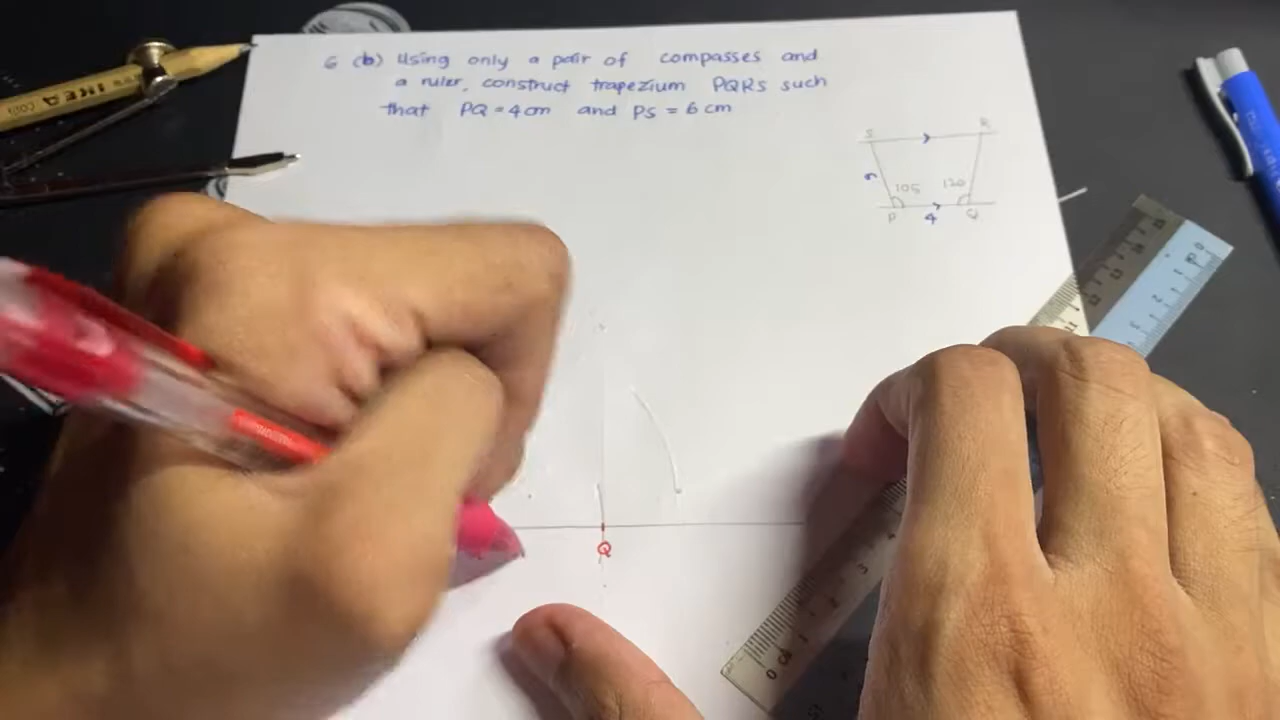 6 (b) Using only a pair of compasses and
a ruler, construct trapezium PQRS such
that PQ = 4 cm and PS = 6 cm
S R
6 105 120
P 4 Q
Q
IKEA